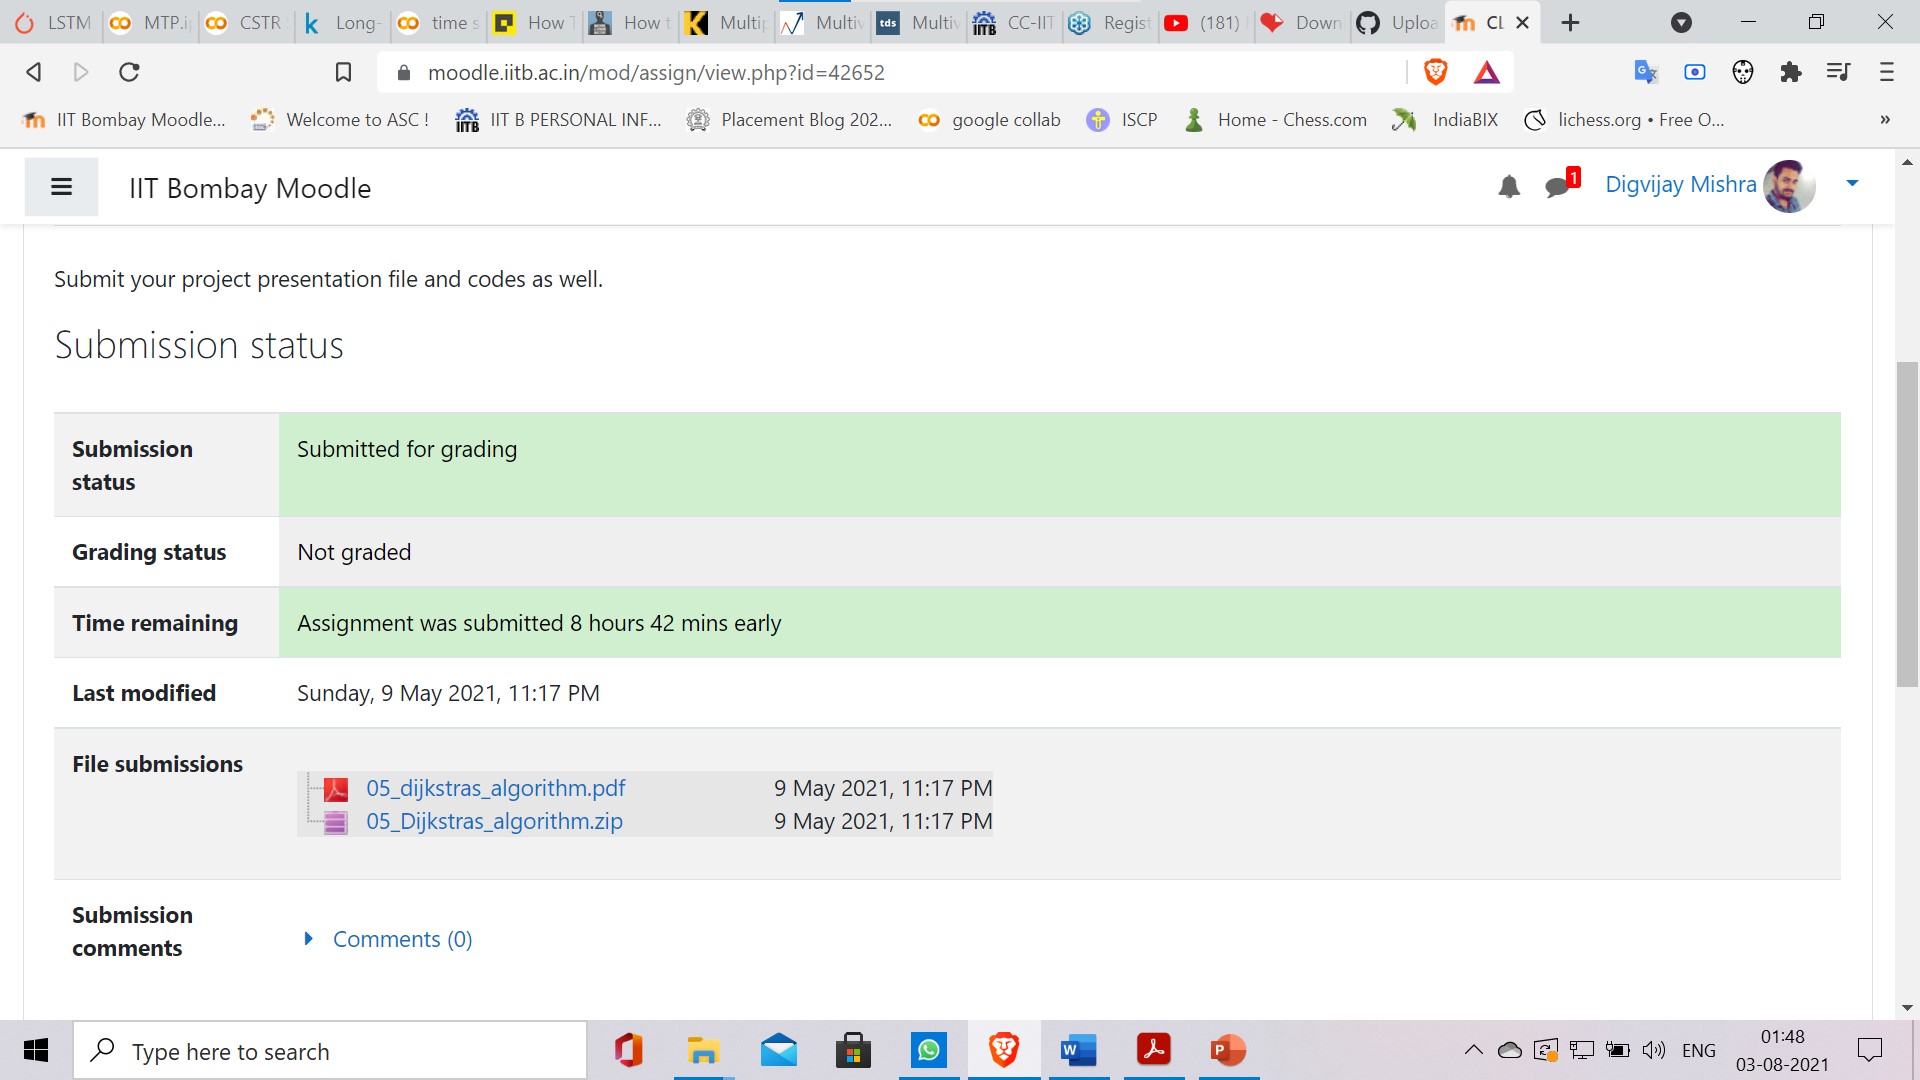 LSTM MTP.i CSTR Long- time s How T How t Multip Multiv Multiv CC-IIT Regist (181) Down Uploa CL
moodle.iitb.ac.in/mod/assign/view.php?id=42652
IIT Bombay Moodle... Welcome to ASC ! IIT B PERSONAL INF... Placement Blog 202... google collab ISCP Home - Chess.com IndiaBIX lichess.org • Free O... »
IIT Bombay Moodle 1 Digvijay Mishra
Submit your project presentation file and codes as well.
Submission status
Submission status Submitted for grading
Grading status Not graded
Time remaining Assignment was submitted 8 hours 42 mins early
Last modified Sunday, 9 May 2021, 11:17 PM
File submissions
05_dijkstras_algorithm.pdf 9 May 2021, 11:17 PM
05_Dijkstras_algorithm.zip 9 May 2021, 11:17 PM
Submission comments Comments (0)
Type here to search ENG 01:48
03-08-2021